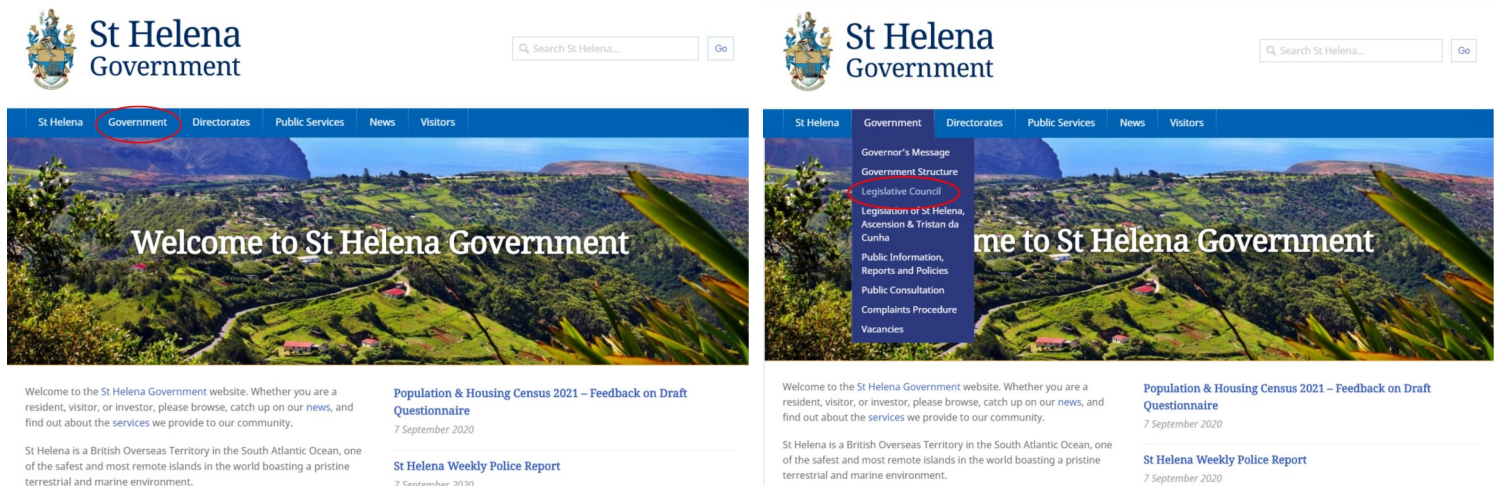 St Helena
Government
Search St Helena...
Go
St Helena Government Directorates Public Services News Visitors
Welcome to St Helena Government
Welcome to the St Helena Government website. Whether you are a
resident, visitor, or investor, please browse, catch up on our news, and
find out about the services we provide to our community.
St Helena is a British Overseas Territory in the South Atlantic Ocean, one
of the safest and most remote islands in the world boasting a pristine
terrestrial and marine environment.
Population & Housing Census 2021 – Feedback on Draft
Questionnaire
7 September 2020
St Helena Weekly Police Report
7 September 2020
St Helena
Government
Search St Helena...
Go
St Helena Government Directorates Public Services News Visitors
Governor's Message
Government Structure
Legislative Council
Legislation of St Helena,
Ascension & Tristan da
Cunha
Public Information,
Reports and Policies
Public Consultation
Complaints Procedure
Vacancies
me to St Helena Government
Welcome to the St Helena Government website. Whether you are a
resident, visitor, or investor, please browse, catch up on our news, and
find out about the services we provide to our community.
St Helena is a British Overseas Territory in the South Atlantic Ocean, one
of the safest and most remote islands in the world boasting a pristine
terrestrial and marine environment.
Population & Housing Census 2021 – Feedback on Draft
Questionnaire
7 September 2020
St Helena Weekly Police Report
7 September 2020